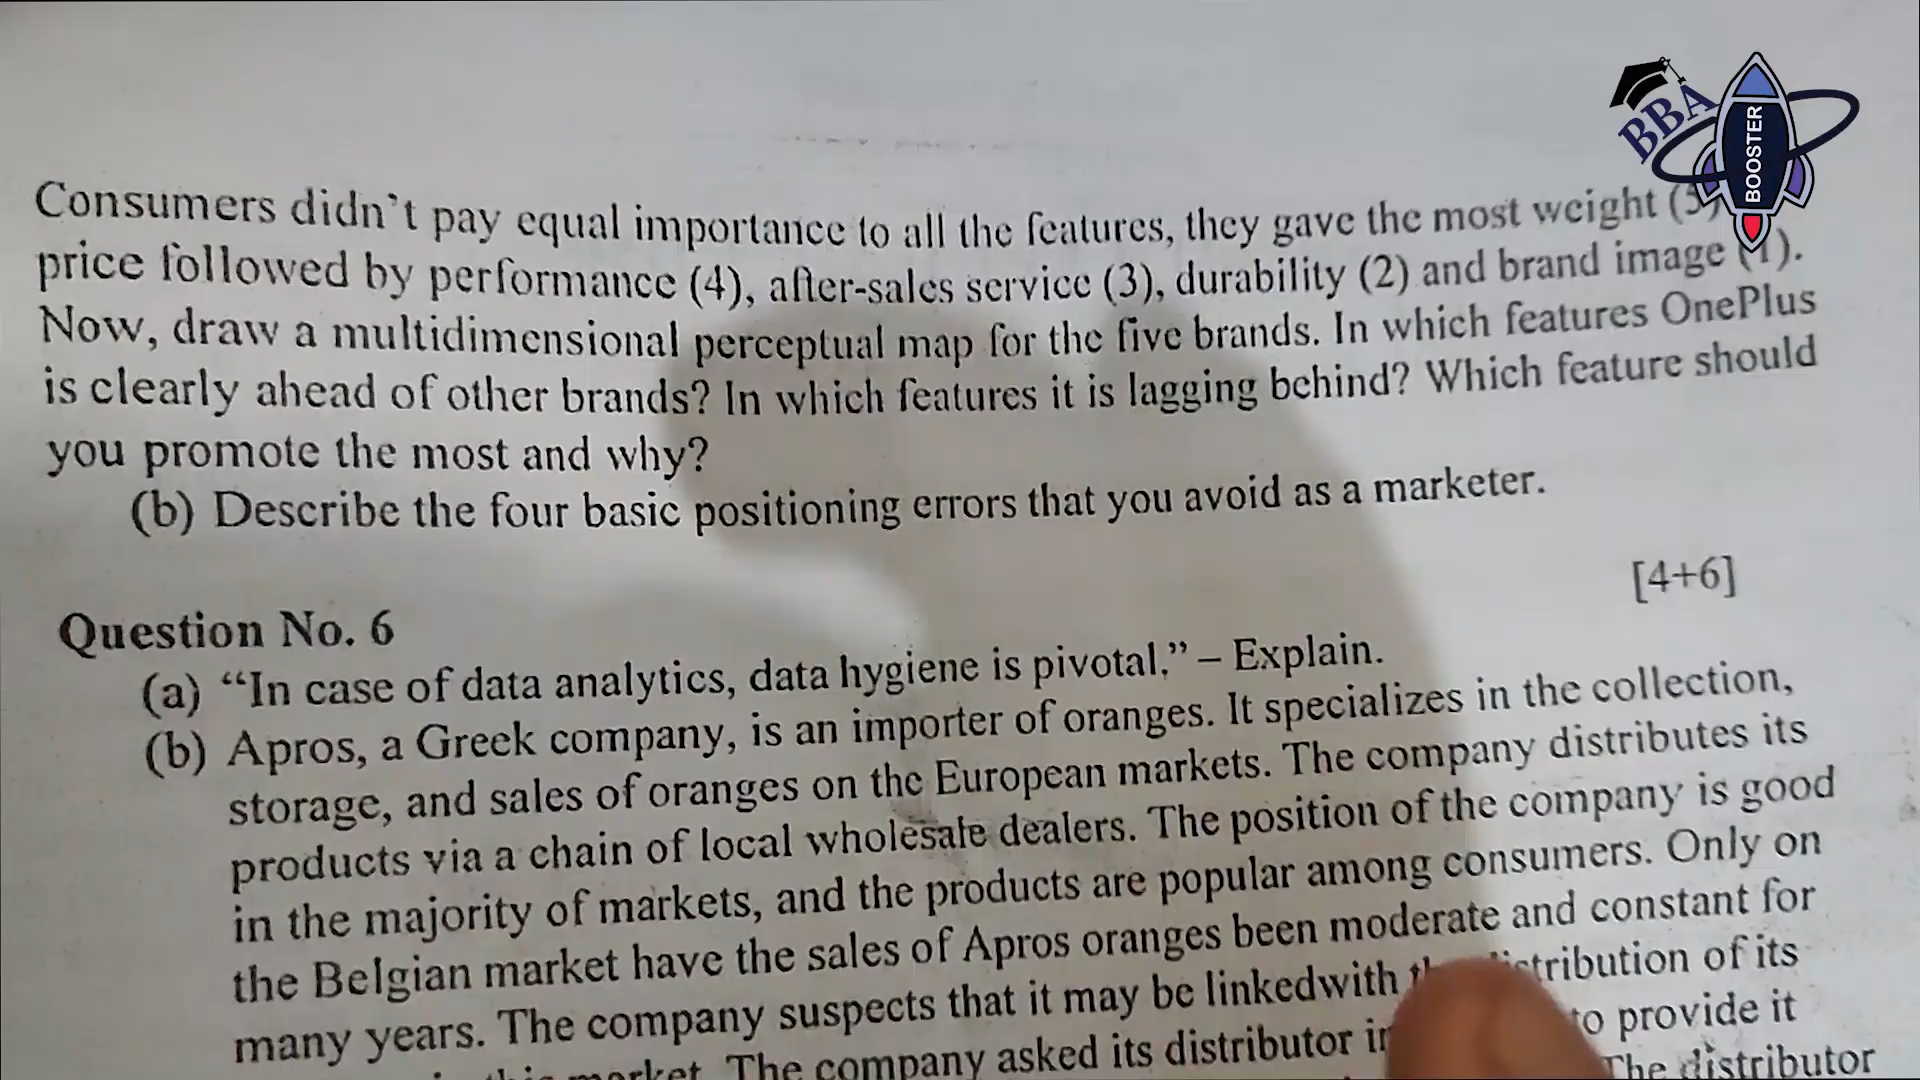 BBA
BOOSTER
Consumers didn't pay equal importance to all the features, they gave the most weight (5)
price followed by performance (4), after-sales service (3), durability (2) and brand image (1).
Now, draw a multidimensional perceptual map for the five brands. In which features OnePlus
is clearly ahead of other brands? In which features it is lagging behind? Which feature should
you promote the most and why?
(b) Describe the four basic positioning errors that you avoid as a marketer.
[4+6]
Question No. 6
(a) “In case of data analytics, data hygiene is pivotal.” – Explain.
(b) Apros, a Greek company, is an importer of oranges. It specializes in the collection,
storage, and sales of oranges on the European markets. The company distributes its
products via a chain of local wholesale dealers. The position of the company is good
in the majority of markets, and the products are popular among consumers. Only on
the Belgian market have the sales of Apros oranges been moderate and constant for
many years. The company suspects that it may be linkedwith distribution of its
market. The company asked its distributor to provide it
The distributor